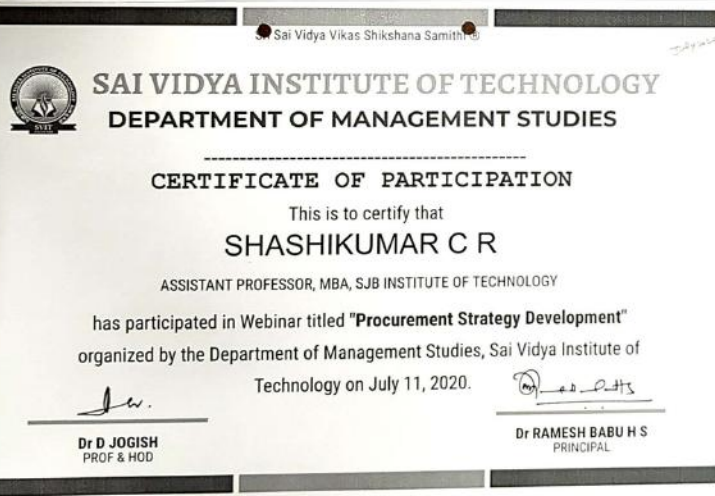 Sri Sai Vidya Vikas Shikshana Samithi ®
SAI VIDYA INSTITUTE OF TECHNOLOGY
DEPARTMENT OF MANAGEMENT STUDIES
CERTIFICATE OF PARTICIPATION
This is to certify that
SHASHIKUMAR C R
ASSISTANT PROFESSOR, MBA, SJB INSTITUTE OF TECHNOLOGY
has participated in Webinar titled "Procurement Strategy Development"
organized by the Department of Management Studies, Sai Vidya Institute of
Technology on July 11, 2020.
Dr D JOGISH
PROF & HOD
Dr RAMESH BABU H S
PRINCIPAL
SVIT